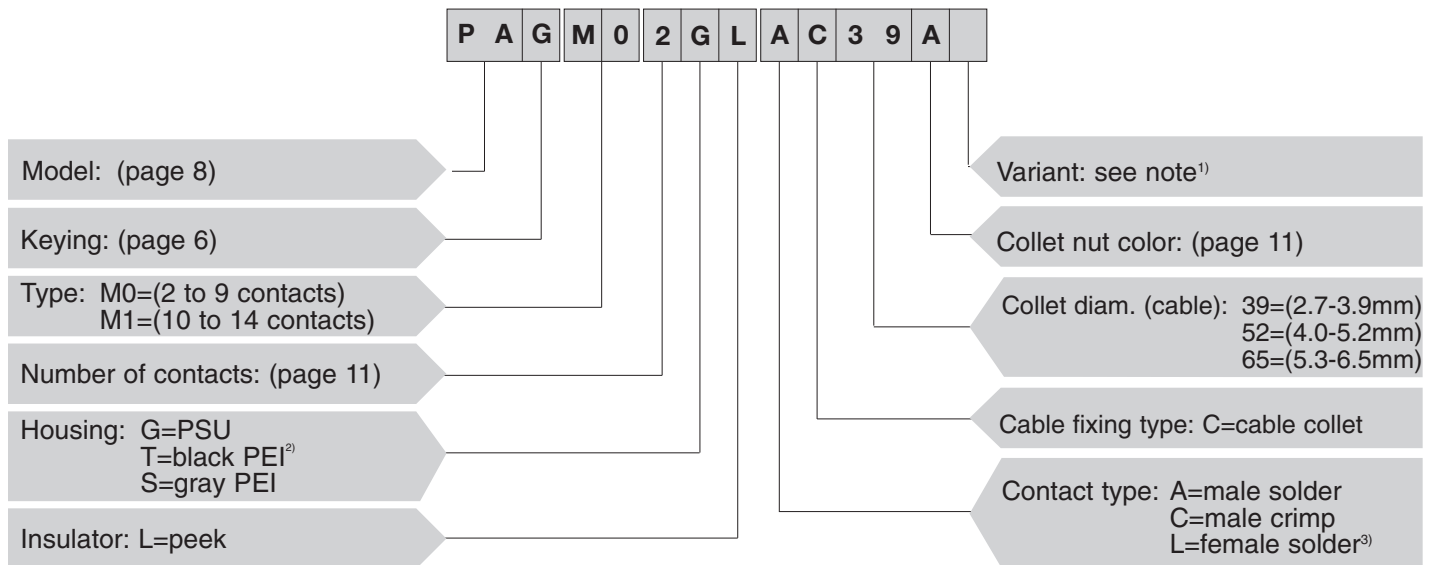 P A G M 0 2 G L A C 3 9 A
Model: (page 8)
Keying: (page 6)
Type: M0=(2 to 9 contacts)
M1=(10 to 14 contacts)
Number of contacts: (page 11)
Housing: G=PSU
T=black PEI²⁾
S=gray PEI
Insulator: L=peek
Variant: see note¹⁾
Collet nut color: (page 11)
Collet diam. (cable): 39=(2.7-3.9mm)
52=(4.0-5.2mm)
65=(5.3-6.5mm)
Cable fixing type: C=cable collet
Contact type: A=male solder
C=male crimp
L=female solder³⁾